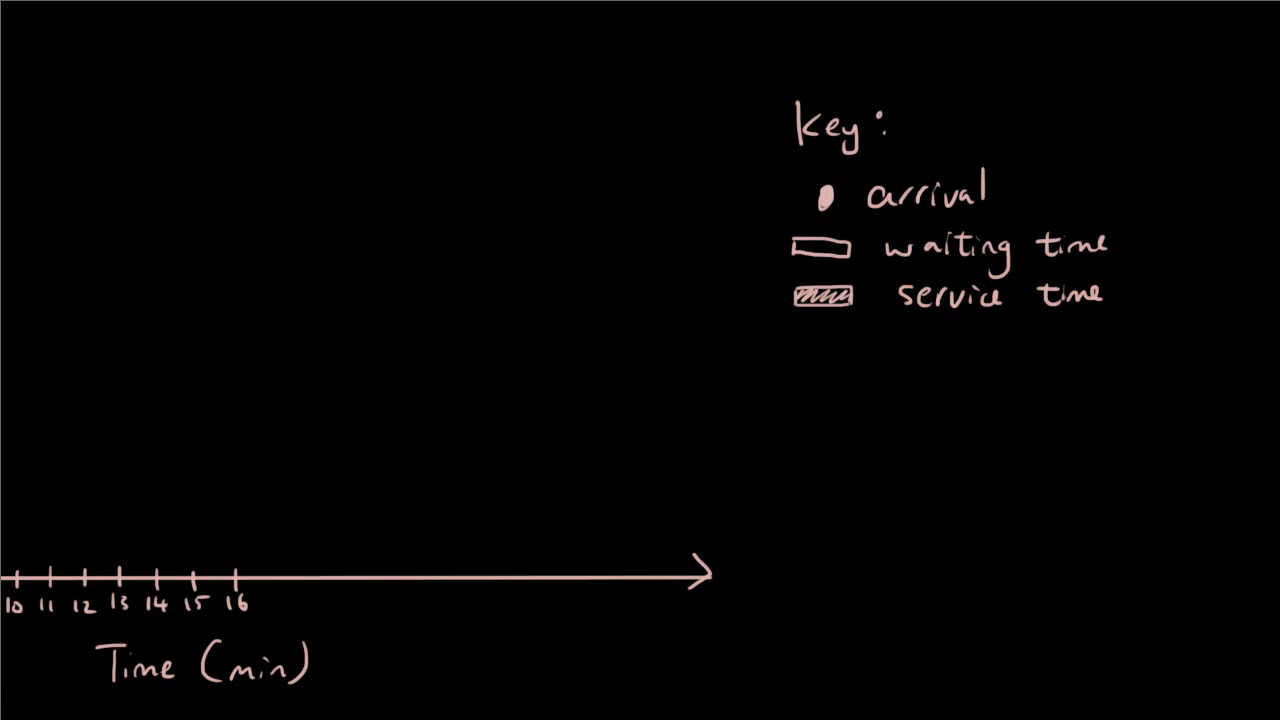 Key:
arrival
waiting time
service time
10 11 12 13 14 15 16
Time (min)